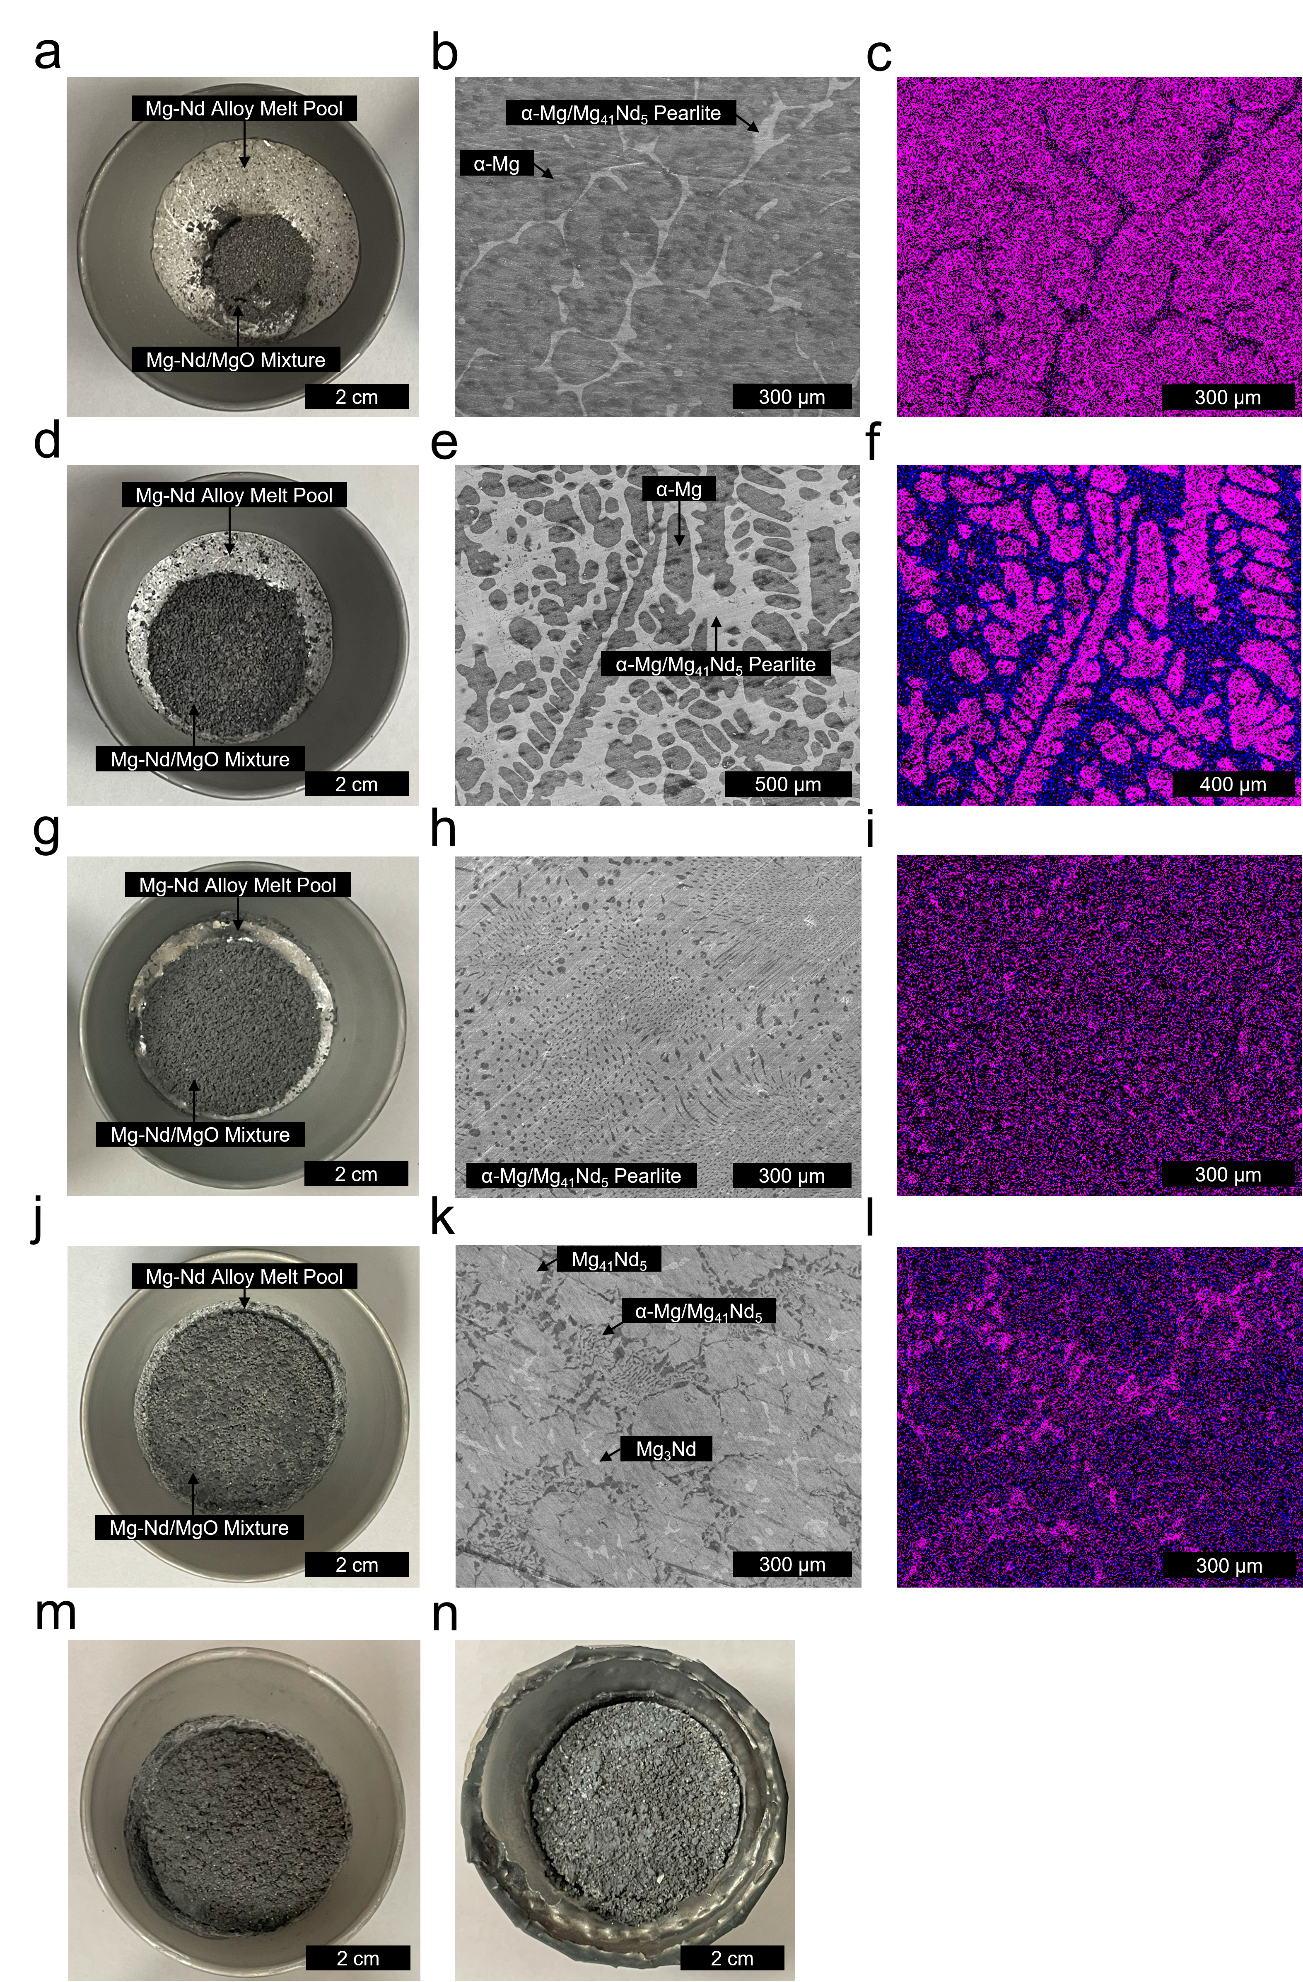 a
b
c
Mg-Nd Alloy Melt Pool
Mg-Nd/MgO Mixture
2 cm
α-Mg/Mg₄₁Nd₅ Pearlite
α-Mg
300 µm
300 µm
d
e
f
Mg-Nd Alloy Melt Pool
Mg-Nd/MgO Mixture
2 cm
α-Mg
α-Mg/Mg₄₁Nd₅ Pearlite
500 µm
400 µm
g
h
i
Mg-Nd Alloy Melt Pool
Mg-Nd/MgO Mixture
2 cm
α-Mg/Mg₄₁Nd₅ Pearlite
300 µm
300 µm
j
k
l
Mg-Nd Alloy Melt Pool
Mg-Nd/MgO Mixture
2 cm
Mg₄₁Nd₅
α-Mg/Mg₄₁Nd₅
Mg₃Nd
300 µm
300 µm
m
n
2 cm
2 cm